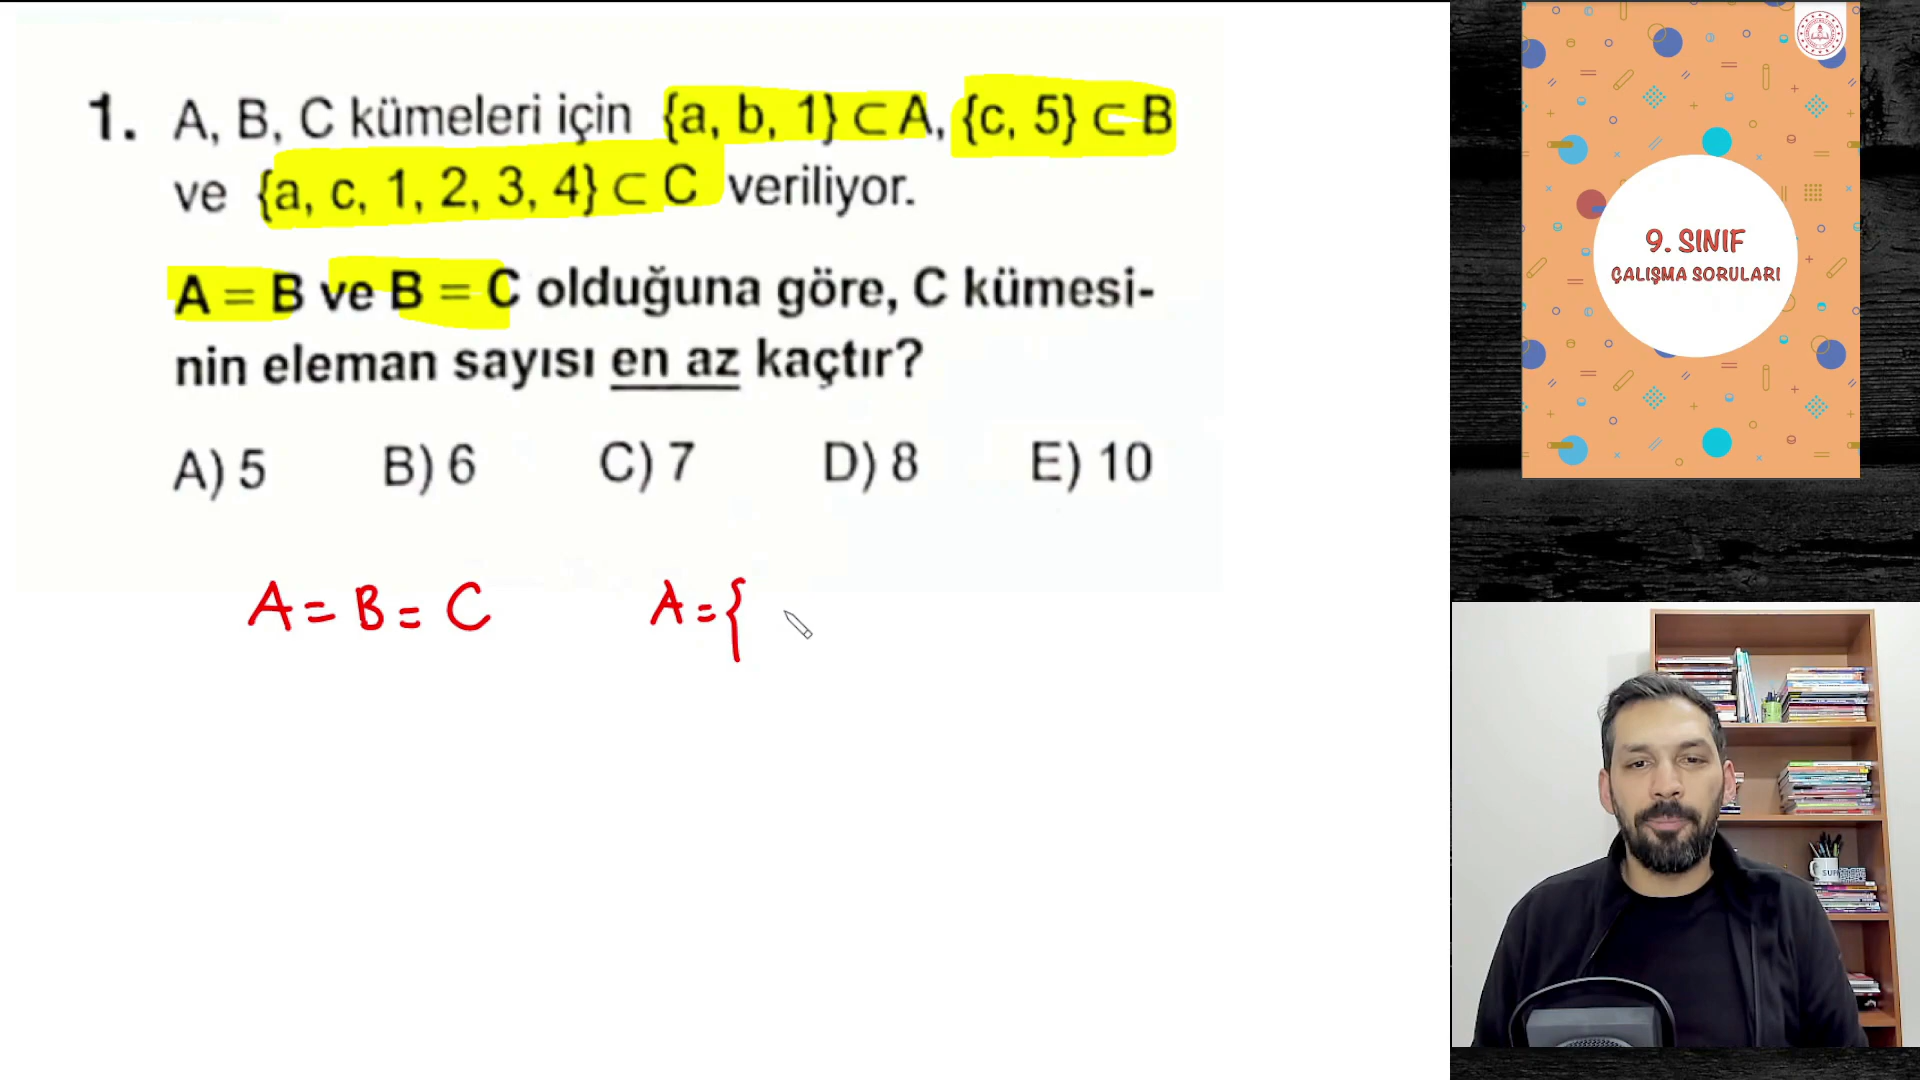 1. A, B, C kümeleri için {a, b, 1} ⊂ A, {c, 5} ⊂ B
ve {a, c, 1, 2, 3, 4} ⊂ C veriliyor.
A = B ve B = C olduğuna göre, C kümesi-
nin eleman sayısı en az kaçtır?
A) 5 B) 6 C) 7 D) 8 E) 10
A = B = C A = {
9. SINIF
ÇALIŞMA SORULARI